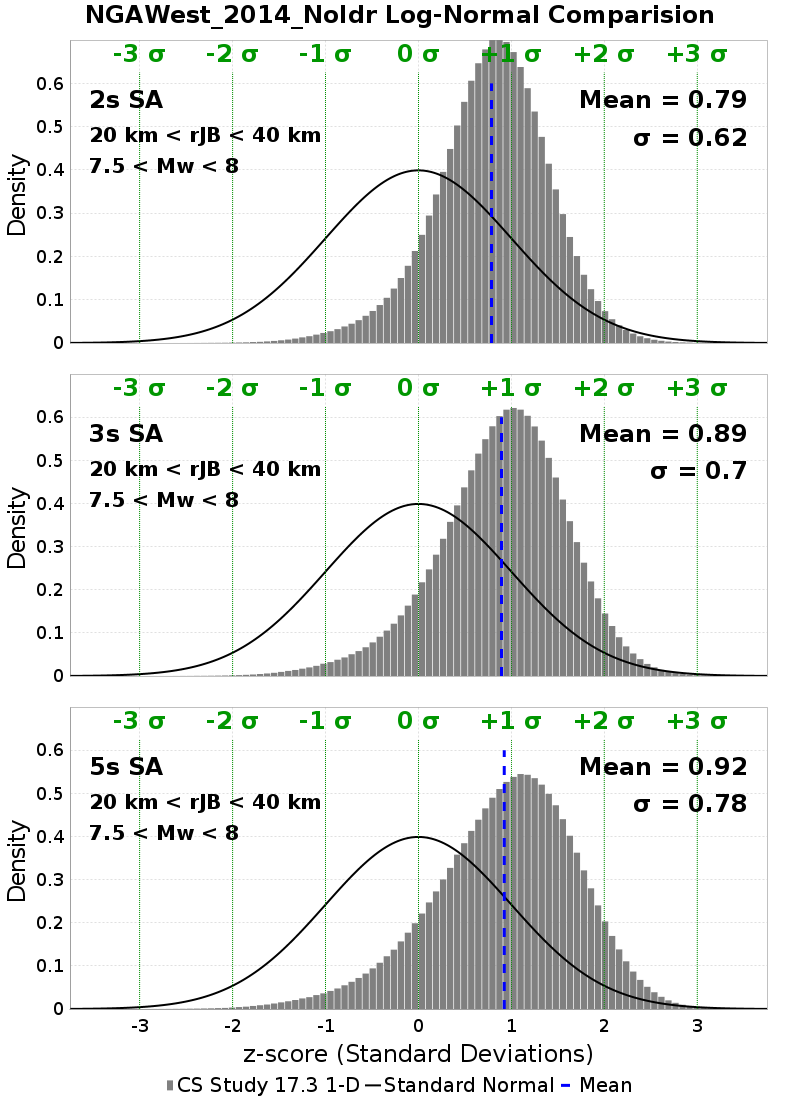 NGAWest_2014_NoIdr Log-Normal Comparision
-3 σ -2 σ -1 σ 0 σ +1 σ +2 σ +3 σ
0.6
2s SA Mean = 0.79
0.5
20 km < rJB < 40 km σ = 0.62
0.4
7.5 < Mw < 8
0.3
0.2
0.1
0
Density
-3 σ -2 σ -1 σ 0 σ +1 σ +2 σ +3 σ
0.6
3s SA Mean = 0.89
0.5
20 km < rJB < 40 km σ = 0.7
0.4
7.5 < Mw < 8
0.3
0.2
0.1
0
Density
-3 σ -2 σ -1 σ 0 σ +1 σ +2 σ +3 σ
0.6
5s SA Mean = 0.92
0.5
20 km < rJB < 40 km σ = 0.78
0.4
7.5 < Mw < 8
0.3
0.2
0.1
0
Density
-3 -2 -1 0 1 2 3
z-score (Standard Deviations)
CS Study 17.3 1-D Standard Normal Mean